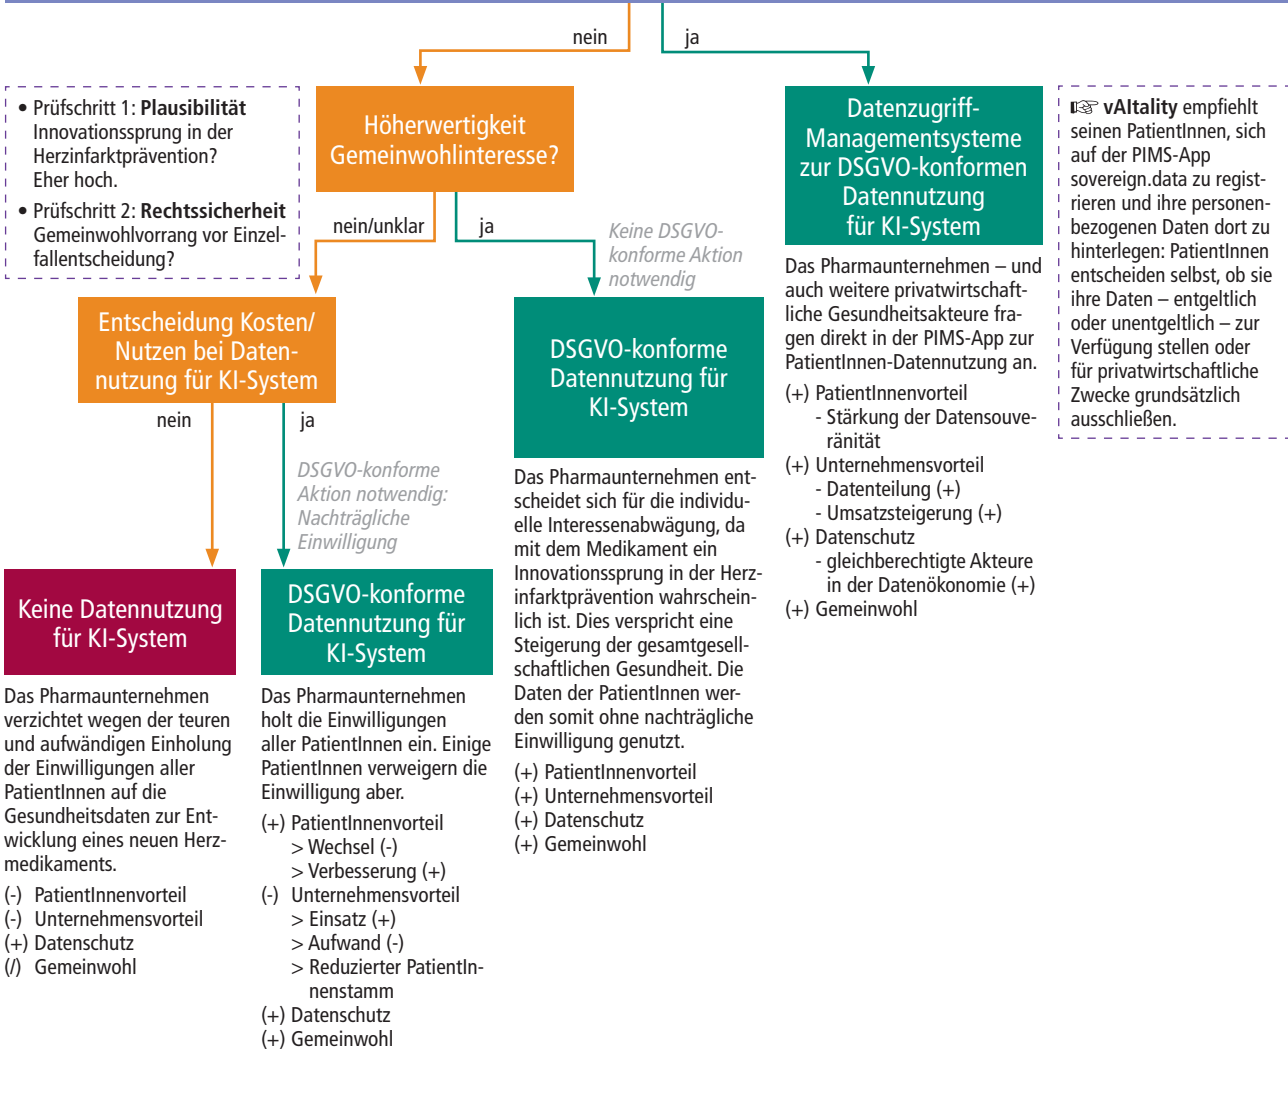 nein
ja
• Prüfschritt 1: Plausibilität
Innovationssprung in der
Herzinfarktprävention?
Eher hoch.
• Prüfschritt 2: Rechtssicherheit
Gemeinwohlvorrang vor Einzel-
fallentscheidung?
Höherwertigkeit
Gemeinwohlinteresse?
nein/unklar
ja
Keine DSGVO-
konforme Aktion
notwendig
Entscheidung Kosten/
Nutzen bei Daten-
nutzung für KI-System
nein
ja
DSGVO-konforme
Aktion notwendig:
Nachträgliche
Einwilligung
Keine Datennutzung
für KI-System
Das Pharmaunternehmen
verzichtet wegen der teuren
und aufwändigen Einholung
der Einwilligungen aller
PatientInnen auf die
Gesundheitsdaten zur Ent-
wicklung eines neuen Herz-
medikaments.
(-) PatientInnenvorteil
(-) Unternehmensvorteil
(+) Datenschutz
(/) Gemeinwohl
DSGVO-konforme
Datennutzung für
KI-System
Das Pharmaunternehmen
holt die Einwilligungen
aller PatientInnen ein. Einige
PatientInnen verweigern die
Einwilligung aber.
(+) PatientInnenvorteil
> Wechsel (-)
> Verbesserung (+)
(-) Unternehmensvorteil
> Einsatz (+)
> Aufwand (-)
> Reduzierter PatientIn-
nenstamm
(+) Datenschutz
(+) Gemeinwohl
DSGVO-konforme
Datennutzung für
KI-System
Das Pharmaunternehmen ent-
scheidet sich für die individu-
elle Interessenabwägung, da
mit dem Medikament ein
Innovationssprung in der Herz-
infarktprävention wahrschein-
lich ist. Dies verspricht eine
Steigerung der gesamtgesell-
schaftlichen Gesundheit. Die
Daten der PatientInnen wer-
den somit ohne nachträgliche
Einwilligung genutzt.
(+) PatientInnenvorteil
(+) Unternehmensvorteil
(+) Datenschutz
(+) Gemeinwohl
Datenzugriff-
Managementsysteme
zur DSGVO-konformen
Datennutzung
für KI-System
Das Pharmaunternehmen – und
auch weitere privatwirtschaft-
liche Gesundheitsakteure fra-
gen direkt in der PIMS-App zur
PatientInnen-Datennutzung an.
(+) PatientInnenvorteil
- Stärkung der Datensouve-
ränität
(+) Unternehmensvorteil
- Datenteilung (+)
- Umsatzsteigerung (+)
(+) Datenschutz
- gleichberechtigte Akteure
in der Datenökonomie (+)
(+) Gemeinwohl
☞ vAItality empfiehlt
seinen PatientInnen, sich
auf der PIMS-App
sovereign.data zu regist-
rieren und ihre personen-
bezogenen Daten dort zu
hinterlegen: PatientInnen
entscheiden selbst, ob sie
ihre Daten – entgeltlich
oder unentgeltlich – zur
Verfügung stellen oder
für privatwirtschaftliche
Zwecke grundsätzlich
ausschließen.